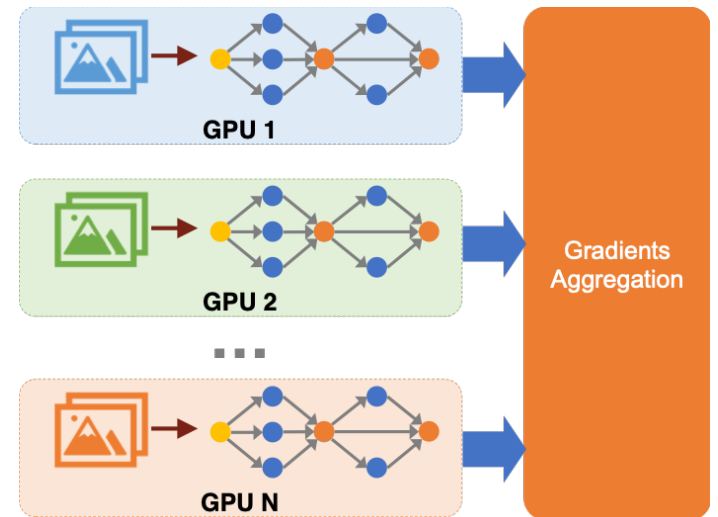 GPU 1
GPU 2
...
GPU N
Gradients
Aggregation